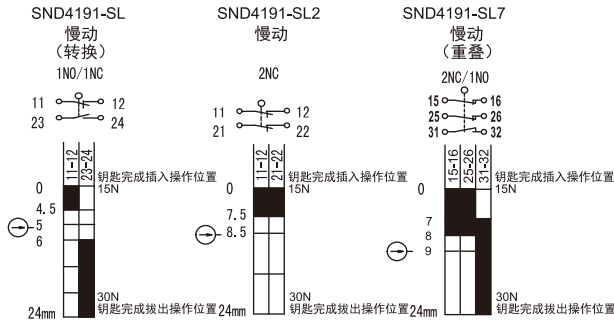 SND4191-SL
慢动
(转换)
1NO/1NC
11 12
23 24
11-12 23-24
钥匙完成插入操作位置
0 15N
4.5
5
6
30N
24mm 钥匙完成拔出操作位置
SND4191-SL2
慢动
2NC
11 12
21 22
11-12 21-22
钥匙完成插入操作位置
0 15N
7.5
8.5
30N
24mm 钥匙完成拔出操作位置
SND4191-SL7
慢动
(重叠)
2NC/1NO
15 16
25 26
31 32
15-16 25-26 31-32
钥匙完成插入操作位置
0 15N
7
8
9
30N
24mm 钥匙完成拔出操作位置